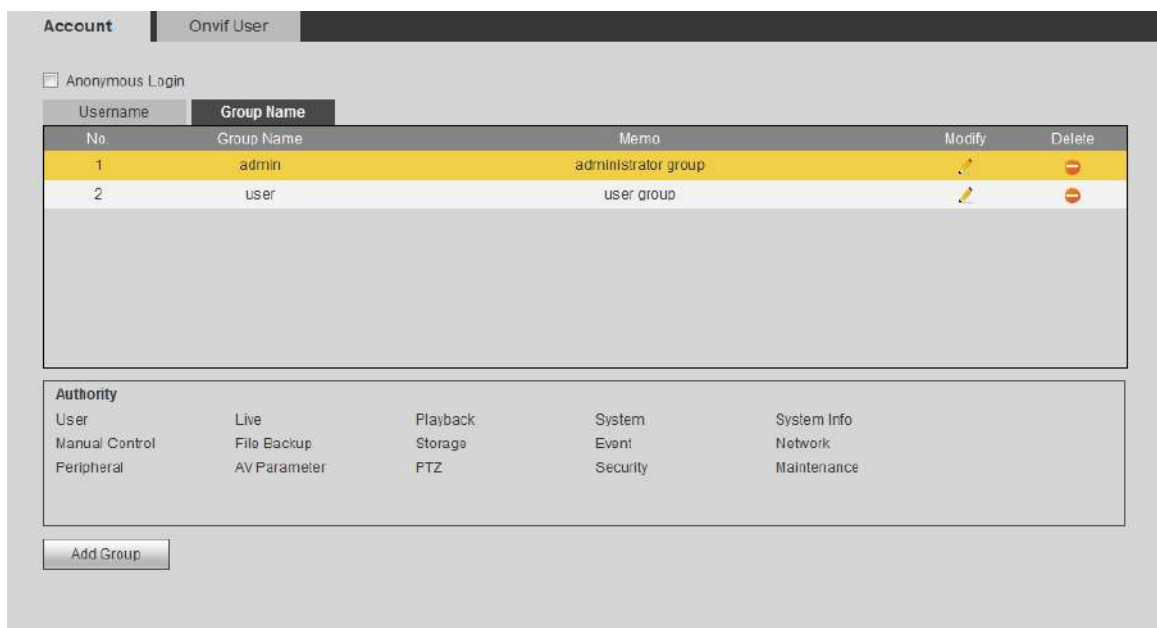 Account Onvif User
Anonymous Login
Username Group Name
No. Group Name Memo Modify Delete
1 admin administrator group
2 user user group
Authority
User Live Playback System System Info
Manual Control File Backup Storage Event Network
Peripheral AV Parameter PTZ Security Maintenance
Add Group